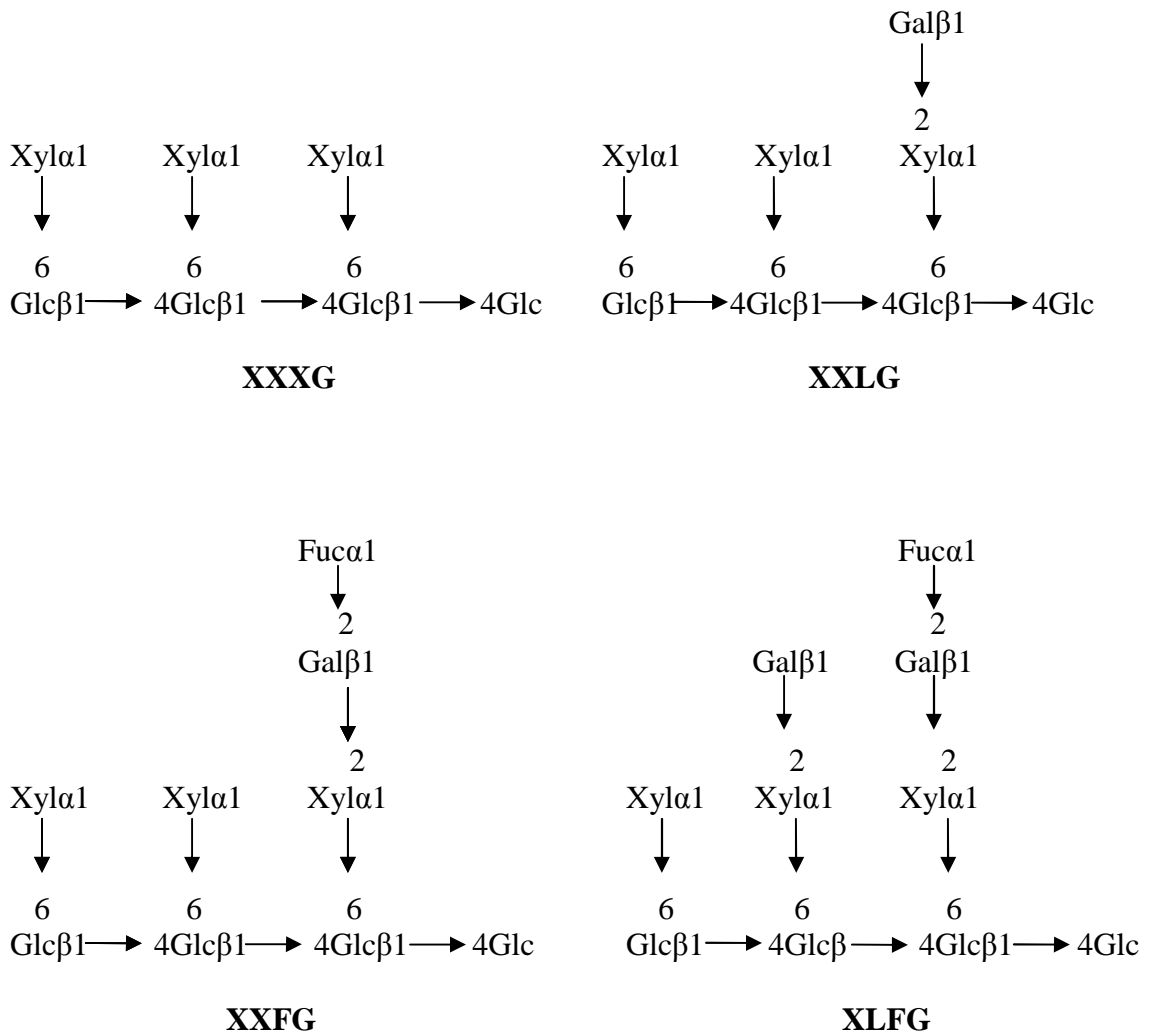 Galβ1
2
Xylα1 Xylα1 Xylα1 Xylα1 Xylα1 Xylα1
6 6 6 6 6 6
Glcβ1 4Glcβ1 4Glcβ1 4Glc Glcβ1 4Glcβ1 4Glcβ1 4Glc
XXXG XXLG
Fucα1 Fucα1
2 2
Galβ1 Galβ1 Galβ1
2 2 2
Xylα1 Xylα1 Xylα1 Xylα1 Xylα1 Xylα1
6 6 6 6 6 6
Glcβ1 4Glcβ1 4Glcβ1 4Glc Glcβ1 4Glcβ 4Glcβ1 4Glc
XXFG XLFG